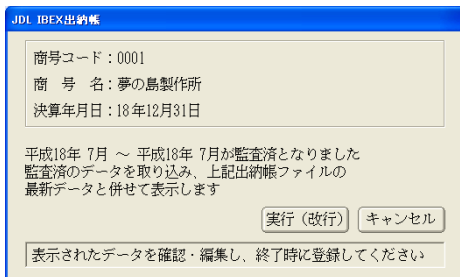 JDL IBEX出納帳
商号コード：0001
商　号　名：夢の島製作所
決算年月日：18年12月31日
平成18年 7月 ～ 平成18年 7月が監査済となりました
監査済のデータを取り込み、上記出納帳ファイルの
最新データと併せて表示します
実行（改行） キャンセル
表示されたデータを確認・編集し、終了時に登録してください